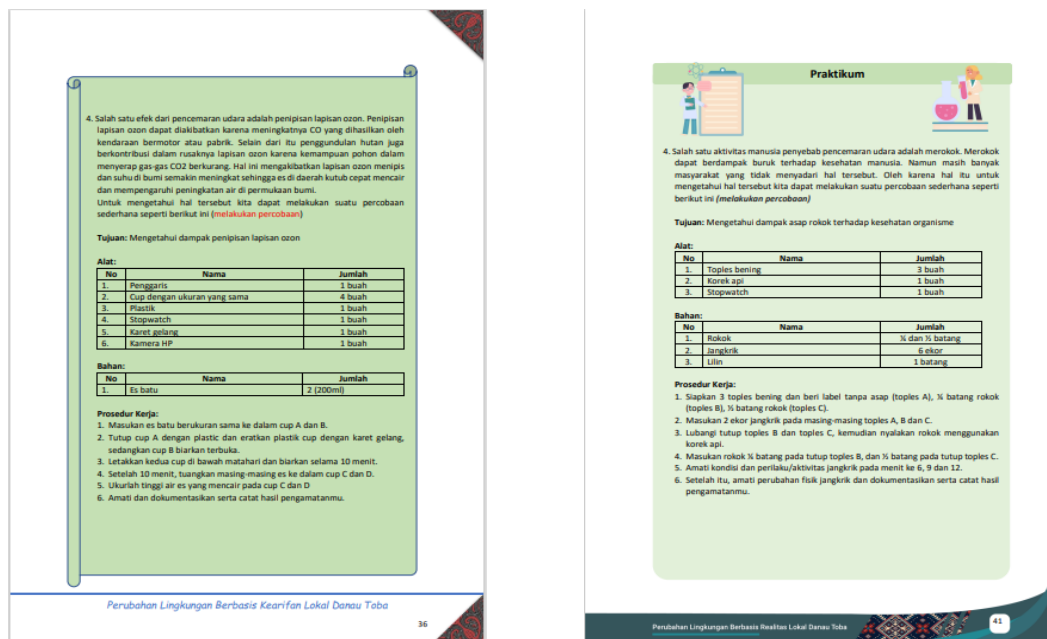 4. Salah satu efek dari pencemaran udara adalah penipisan lapisan ozon. Penipisan
lapisan ozon dapat diakibatkan karena meningkatnya CO yang dihasilkan oleh
kendaraan bermotor atau pabrik. Selain dari itu penggundulan hutan juga
berkontribusi dalam rusaknya lapisan ozon karena kemampuan pohon dalam
menyerap gas-gas CO2 berkurang. Hal ini mengakibatkan lapisan ozon menipis
dan suhu di bumi semakin meningkat sehingga es di daerah kutub cepat mencair
dan mempengaruhi peningkatan air di permukaan bumi.
Untuk mengetahui hal tersebut kita dapat melakukan suatu percobaan
sederhana seperti berikut ini (melakukan percobaan)
Tujuan: Mengetahui dampak penipisan lapisan ozon
Alat:
No Nama Jumlah
1. Penggaris 1 buah
2. Cup dengan ukuran yang sama 4 buah
3. Plastik 1 buah
4. Stopwatch 1 buah
5. Karet gelang 1 buah
6. Kamera HP 1 buah
Bahan:
No Nama Jumlah
1. Es batu 2 (200ml)
Prosedur Kerja:
1. Masukan es batu berukuran sama ke dalam cup A dan B.
2. Tutup cup A dengan plastic dan eratkan plastik cup dengan karet gelang,
sedangkan cup B biarkan terbuka.
3. Letakkan kedua cup di bawah matahari dan biarkan selama 10 menit.
4. Setelah 10 menit, tuangkan masing-masing es ke dalam cup C dan D.
5. Ukurlah tinggi air es yang mencair pada cup C dan D
6. Amati dan dokumentasikan serta catat hasil pengamatanmu.
Perubahan Lingkungan Berbasis Kearifan Lokal Danau Toba
36
Praktikum
4. Salah satu aktivitas manusia penyebab pencemaran udara adalah merokok. Merokok
dapat berdampak buruk terhadap kesehatan manusia. Namun masih banyak
masyarakat yang tidak menyadari hal tersebut. Oleh karena hal itu untuk
mengetahui hal tersebut kita dapat melakukan suatu percobaan sederhana seperti
berikut ini (melakukan percobaan)
Tujuan: Mengetahui dampak asap rokok terhadap kesehatan organisme
Alat:
No Nama Jumlah
1. Toples bening 3 buah
2. Korek api 1 buah
3. Stopwatch 1 buah
Bahan:
No Nama Jumlah
1. Rokok dan batang
2. Jangkrik 6 ekor
3. Lilin 1 batang
Prosedur Kerja:
1. Siapkan 3 toples bening dan beri label tanpa asap (toples A), batang rokok
(toples B), batang rokok (toples C).
2. Masukan 2 ekor jangkrik pada masing-masing toples A, B dan C.
3. Lubangi tutup toples B dan toples C, kemudian nyalakan rokok menggunakan
korek api.
4. Masukan rokok batang pada tutup toples B, dan batang pada tutup toples C.
5. Amati kondisi dan perilaku/aktivitas jangkrik pada menit ke 6, 9 dan 12.
6. Setelah itu, amati perubahan fisik jangkrik dan dokumentasikan serta catat hasil
pengamatanmu.
Perubahan Lingkungan Berbasis Realitas Lokal Danau Toba
41